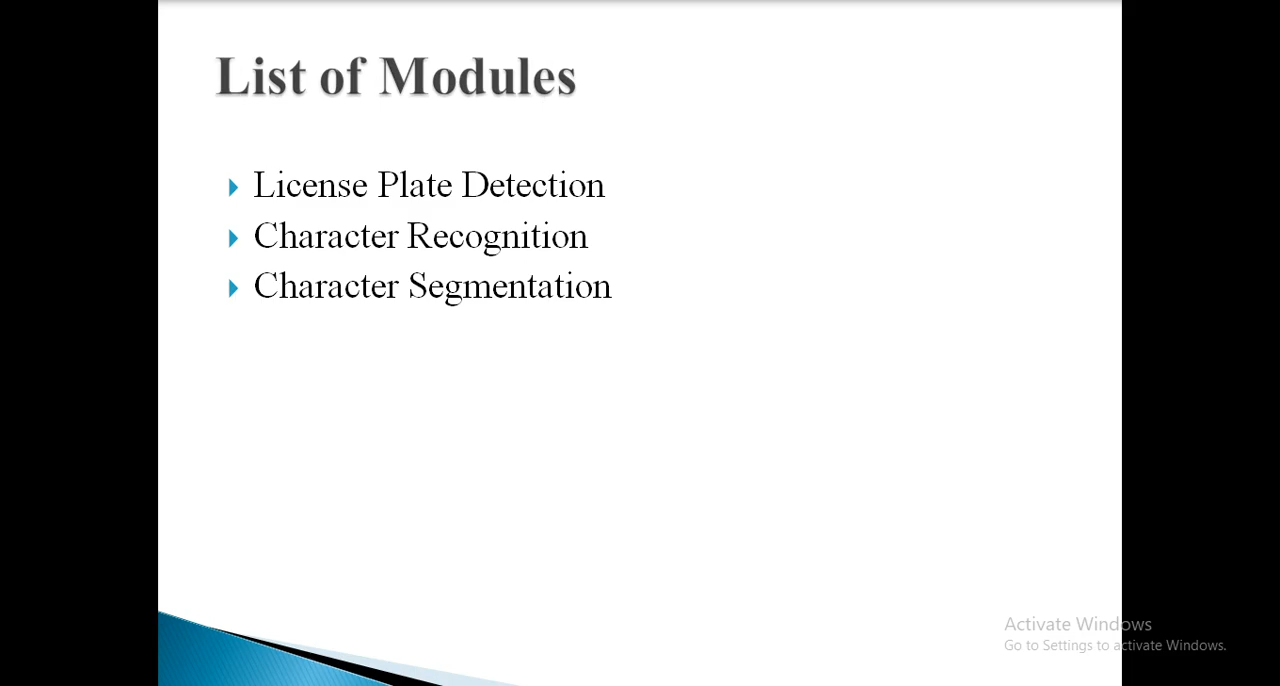 List of Modules
License Plate Detection
Character Recognition
Character Segmentation
Activate Windows
Go to Settings to activate Windows.